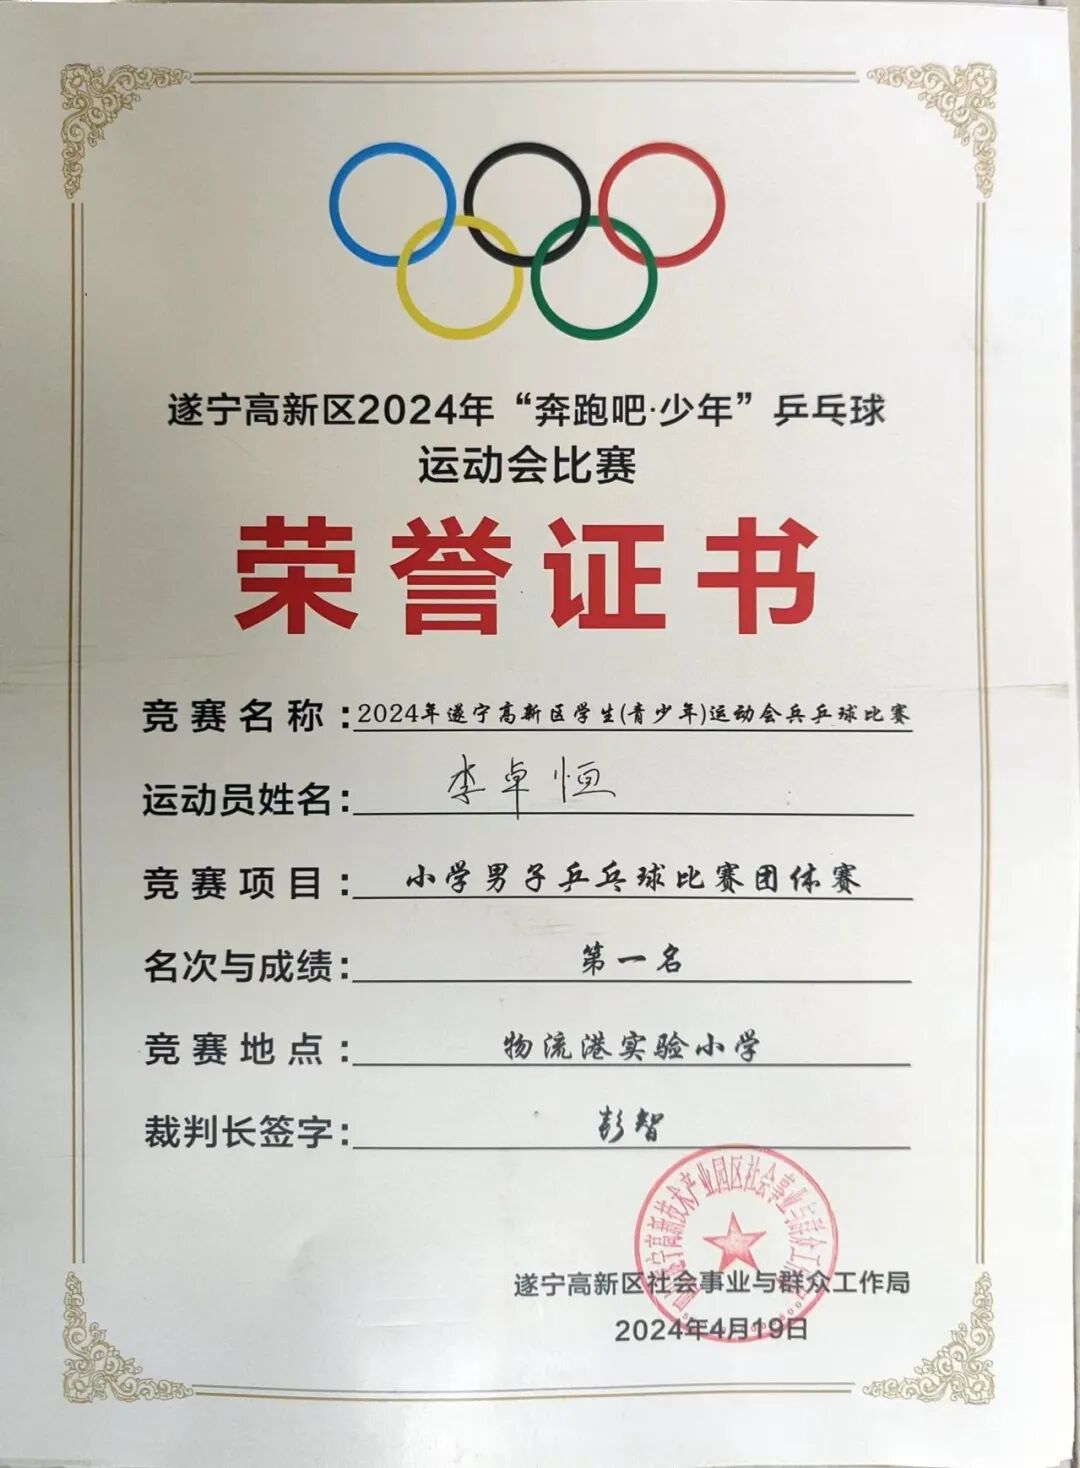 遂宁高新区2024年“奔跑吧·少年”乒乓球
运动会比赛
荣誉证书
竞赛名称：2024年遂宁高新区学生(青少年)运动会兵乒球比赛
运动员姓名：李卓恒
竞赛项目：小学男子乒乓球比赛团体赛
名次与成绩：第一名
竞赛地点：物流港实验小学
裁判长签字：彭智
遂宁高新区社会事业与群众工作局
2024年4月19日